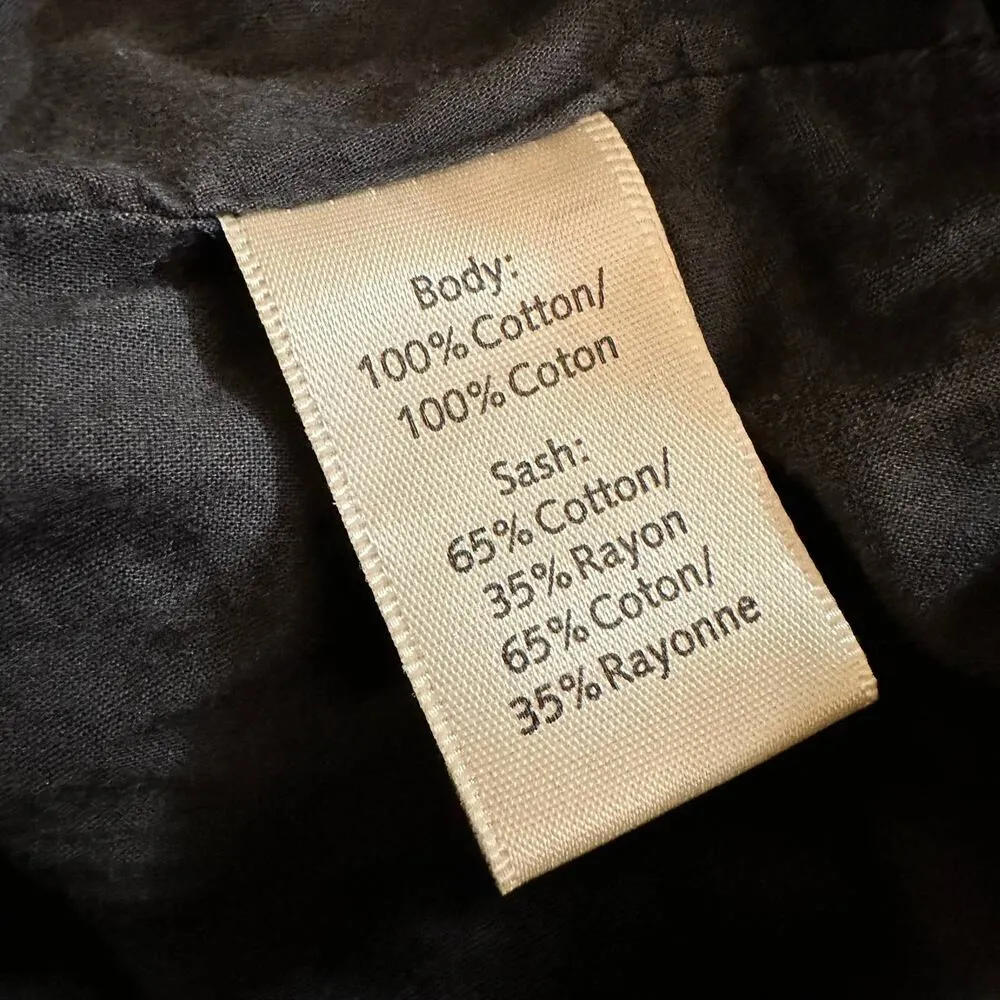 Body:
100% Cotton/
100% Coton
Sash:
65% Cotton/
35% Rayon
65% Coton/
35% Rayonne